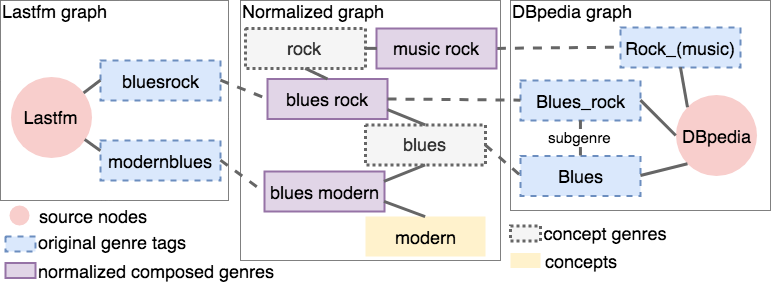 Lastfm graph
Normalized graph
DBpedia graph
rock
music rock
Rock_(music)
bluesrock
blues rock
Blues_rock
Lastfm
DBpedia
subgenre
modernblues
blues
Blues
blues modern
modern
source nodes
original genre tags
normalized composed genres
concept genres
concepts